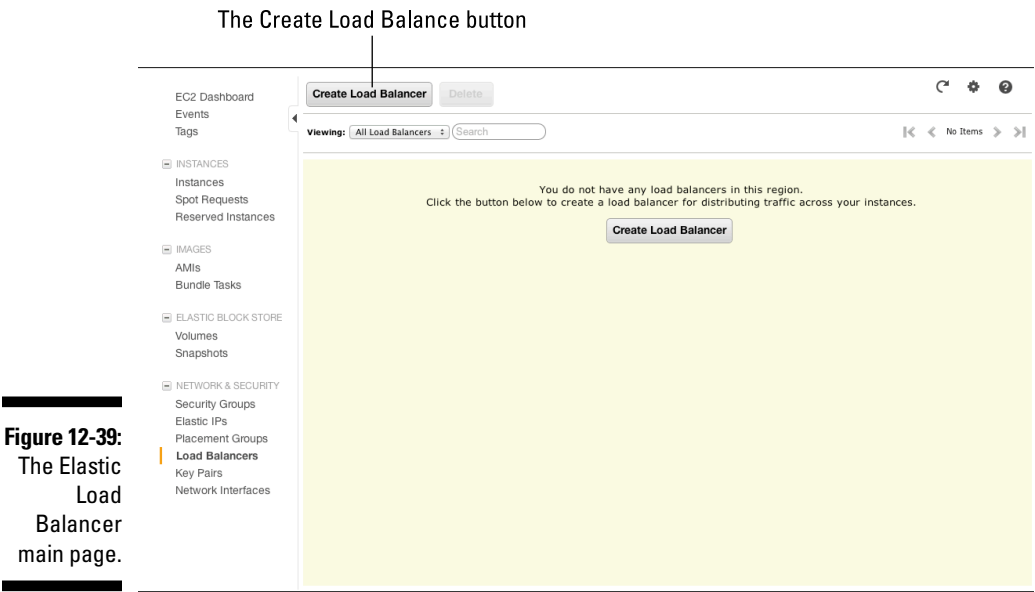 The Create Load Balance button
EC2 Dashboard
Events
Tags
INSTANCES
Instances
Spot Requests
Reserved Instances
IMAGES
AMIs
Bundle Tasks
ELASTIC BLOCK STORE
Volumes
Snapshots
NETWORK & SECURITY
Security Groups
Elastic IPs
Placement Groups
Load Balancers
Key Pairs
Network Interfaces
Create Load Balancer Delete
Viewing: All Load Balancers Search No Items
You do not have any load balancers in this region.
Click the button below to create a load balancer for distributing traffic across your instances.
Create Load Balancer
Figure 12-39:
The Elastic
Load
Balancer
main page.